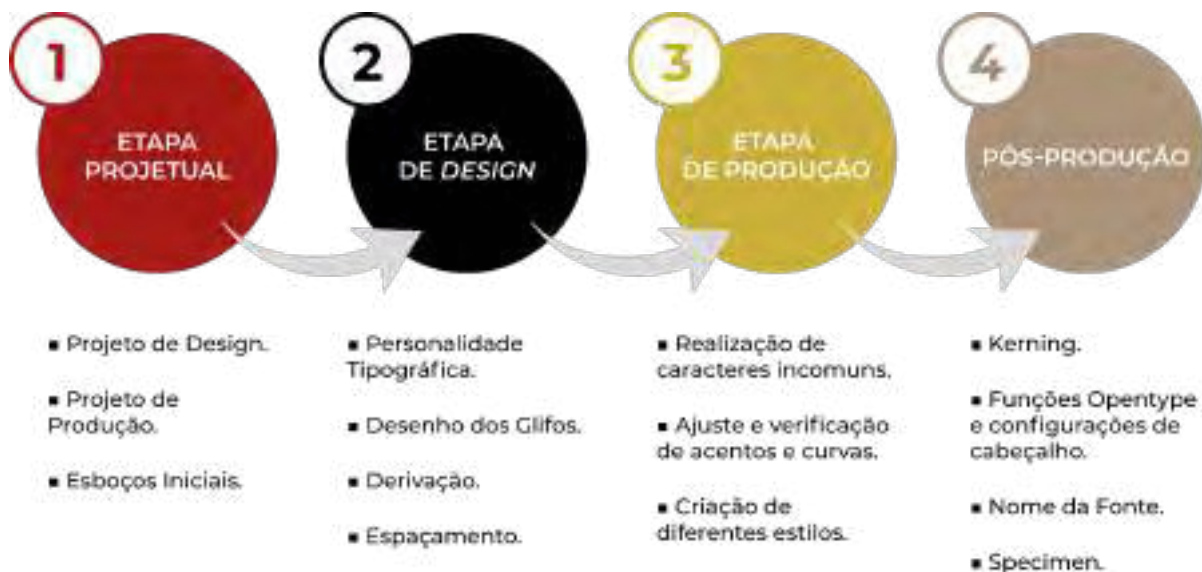 1
ETAPA
PROJETUAL
2
ETAPA
DE DESIGN
3
ETAPA
DE PRODUÇÃO
4
PÓS-PRODUÇÃO
▪ Projeto de Design.
▪ Projeto de
Produção.
▪ Esboços Iniciais.
▪ Personalidade
Tipográfica.
▪ Desenho dos Glifos.
▪ Derivação.
▪ Espaçamento.
▪ Realização de
caracteres incomuns.
▪ Ajuste e verificação
de acentos e curvas.
▪ Criação de
diferentes estilos.
▪ Kerning.
▪ Funções Opentype
e configurações de
cabeçalho.
▪ Nome da Fonte.
▪ Specimen.